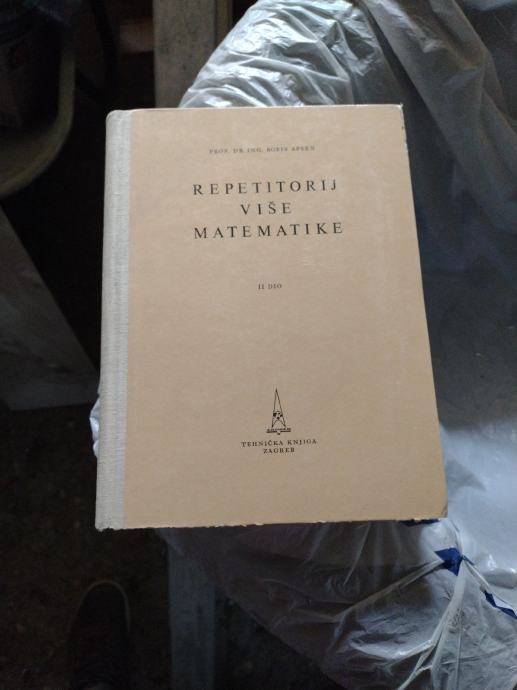 PROF. DR ING. BORIS APSEN
REPETITORIJ
VIŠE
MATEMATIKE
II DIO
TEHNIČKA KNJIGA
ZAGREB